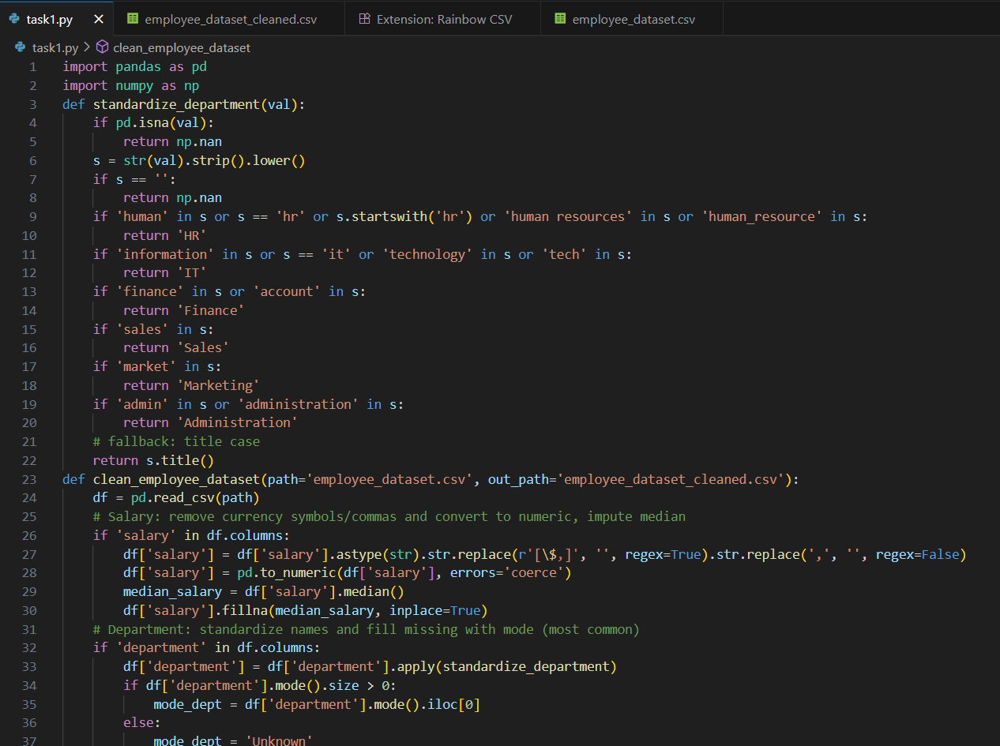 task1.py employee_dataset_cleaned.csv Extension: Rainbow CSV employee_dataset.csv
task1.py > clean_employee_dataset
1 import pandas as pd
2 import numpy as np
3 def standardize_department(val):
4 if pd.isna(val):
5 return np.nan
6 s = str(val).strip().lower()
7 if s == '':
8 return np.nan
9 if 'human' in s or s == 'hr' or s.startswith('hr') or 'human resources' in s or 'human_resource' in s:
10 return 'HR'
11 if 'information' in s or s == 'it' or 'technology' in s or 'tech' in s:
12 return 'IT'
13 if 'finance' in s or 'account' in s:
14 return 'Finance'
15 if 'sales' in s:
16 return 'Sales'
17 if 'market' in s:
18 return 'Marketing'
19 if 'admin' in s or 'administration' in s:
20 return 'Administration'
21 # fallback: title case
22 return s.title()
23 def clean_employee_dataset(path='employee_dataset.csv', out_path='employee_dataset_cleaned.csv'):
24 df = pd.read_csv(path)
25 # Salary: remove currency symbols/commas and convert to numeric, impute median
26 if 'salary' in df.columns:
27 df['salary'] = df['salary'].astype(str).str.replace(r'[\$,]', '', regex=True).str.replace(',', '', regex=False)
28 df['salary'] = pd.to_numeric(df['salary'], errors='coerce')
29 median_salary = df['salary'].median()
30 df['salary'].fillna(median_salary, inplace=True)
31 # Department: standardize names and fill missing with mode (most common)
32 if 'department' in df.columns:
33 df['department'] = df['department'].apply(standardize_department)
34 if df['department'].mode().size > 0:
35 mode_dept = df['department'].mode().iloc[0]
36 else:
37 mode_dept = 'Unknown'